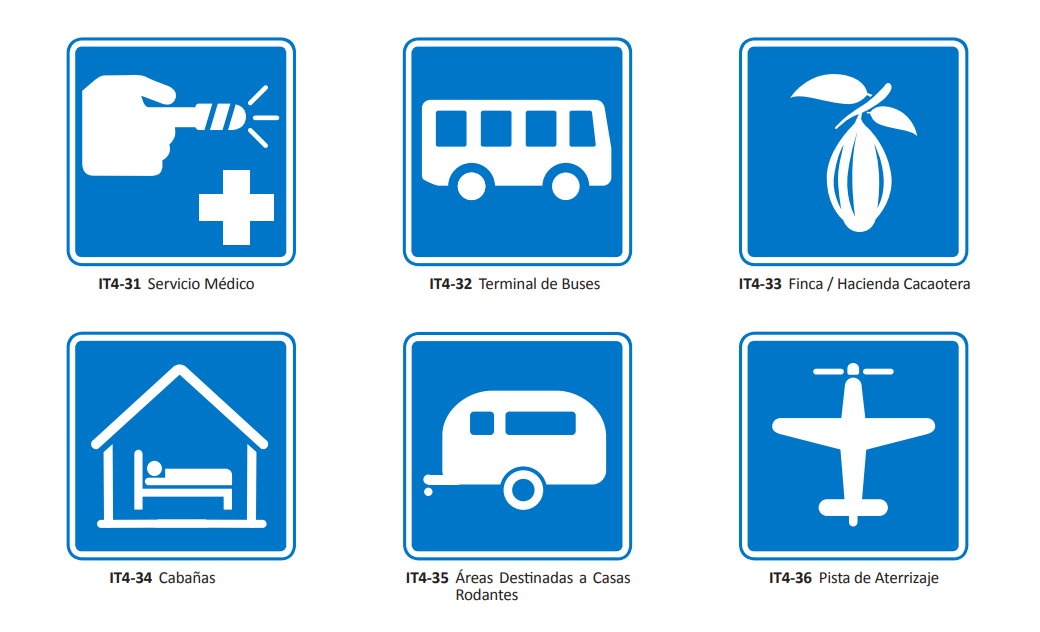 IT4-31 Servicio Médico
IT4-32 Terminal de Buses
IT4-33 Finca / Hacienda Cacaotera
IT4-34 Cabañas
IT4-35 Áreas Destinadas a Casas
Rodantes
IT4-36 Pista de Aterrizaje